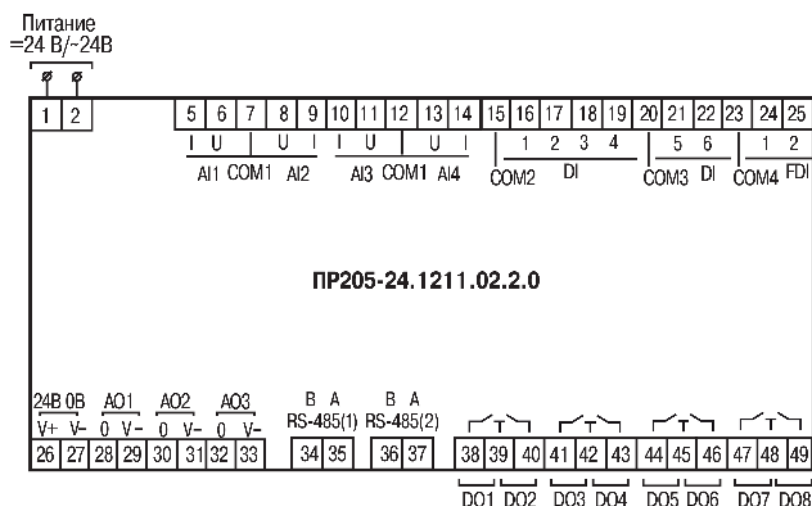 Питание
=24 В/~24В
1 2 5 6 7 8 9 10 11 12 13 14 15 16 17 18 19 20 21 22 23 24 25
I U U I I U U I 1 2 3 4 5 6 1 2
AI1 COM1 AI2 AI3 COM1 AI4 COM2 DI COM3 DI COM4 FDI
ПР205-24.1211.02.2.0
24В 0В AO1 AO2 AO3 B A B A
V+ V- 0 V- 0 V- 0 V- RS-485(1) RS-485(2)
26 27 28 29 30 31 32 33 34 35 36 37 38 39 40 41 42 43 44 45 46 47 48 49
DO1 DO2 DO3 DO4 DO5 DO6 DO7 DO8